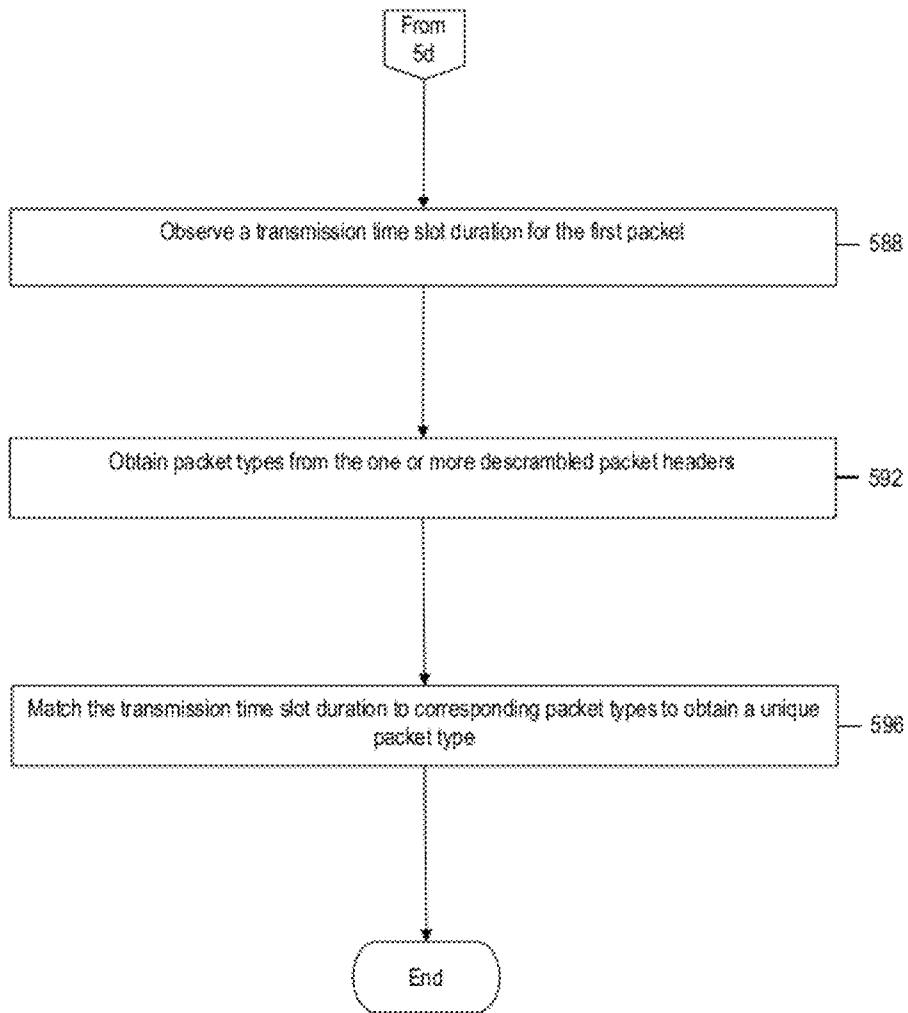 From
5d
Observe a transmission time slot duration for the first packet
588
Obtain packet types from the one or more descrambled packet headers
592
Match the transmission time slot duration to corresponding packet types to obtain a unique
packet type
596
End